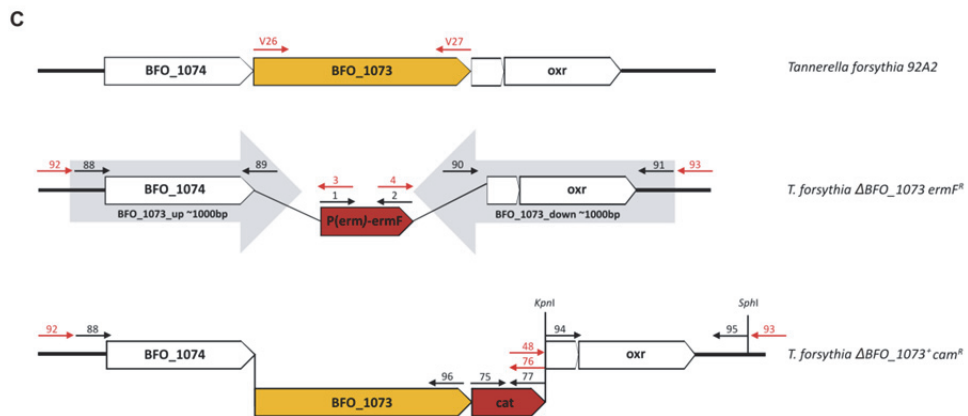 C
V26 V27
BFO_1074 BFO_1073 oxr Tannerella forsythia 92A2
92 88 89 3 4 90 91 93
1 2
BFO_1074 oxr T. forsythia ΔBFO_1073 ermFᴿ
BFO_1073_up ~1000bp P(erm)-ermF BFO_1073_down ~1000bp
KpnI SphI
92 88 48 94 95 93
76
BFO_1074 oxr T. forsythia ΔBFO_1073⁺ camᴿ
96 75 77
BFO_1073 cat